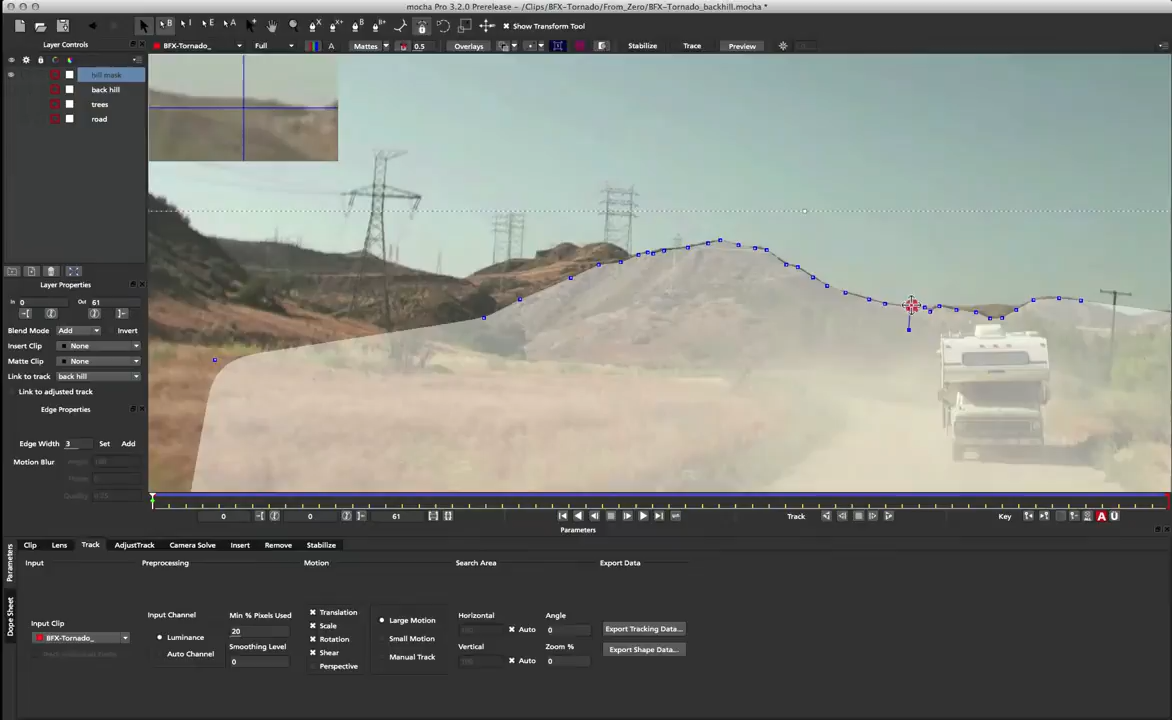 mocha Pro 3.2.0 Prerelease - /Clips/BFX-Tornado/From_Zero/BFX-Tornado_backhill.mocha *
Show Transform Tool
Layer Controls
BFX-Tornado_
Full
A
Mattes
0.5
Overlays
Stabilize
Trace
Preview
hill mask
back hill
trees
road
Layer Properties
In 0 Out 61
Blend Mode Add Invert
Insert Clip None
Matte Clip None
Link to track back hill
Link to adjusted track
Edge Properties
Edge Width 3 Set Add
Motion Blur
Quality
0 0 61 Track Key A Ü
Parameters
Parameters
Dope Sheet
Clip Lens Track AdjustTrack Camera Solve Insert Remove Stabilize
Input
Preprocessing
Motion
Search Area
Export Data
Input Clip
BFX-Tornado_
Input Channel
Luminance
Auto Channel
Min % Pixels Used
20
Smoothing Level
0
Translation
Scale
Rotation
Shear
Perspective
Large Motion
Small Motion
Manual Track
Horizontal
Auto
Vertical
Auto
Angle
0
Zoom %
0
Export Tracking Data...
Export Shape Data...